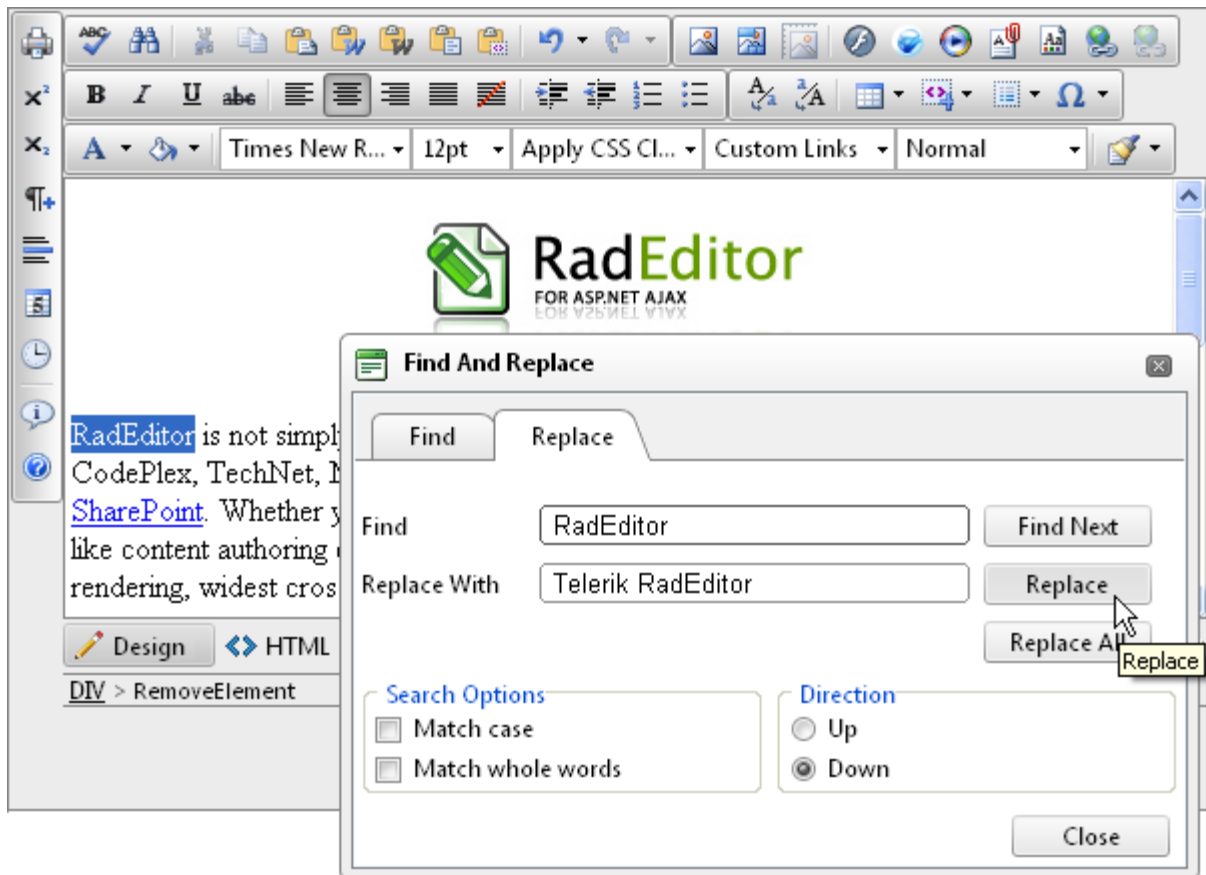 ABC
B I U abc
A a a A Ω
A Times New R... 12pt Apply CSS Cl... Custom Links Normal
RadEditor
FOR ASP.NET AJAX
Find And Replace
Find Replace
RadEditor is not simpl
CodePlex, TechNet,
SharePoint. Whether y
like content authoring
rendering, widest cros
Find RadEditor Find Next
Replace With Telerik RadEditor Replace
Replace All
Replace
Design HTML
DIV > RemoveElement
Search Options
Match case
Match whole words
Direction
Up
Down
Close